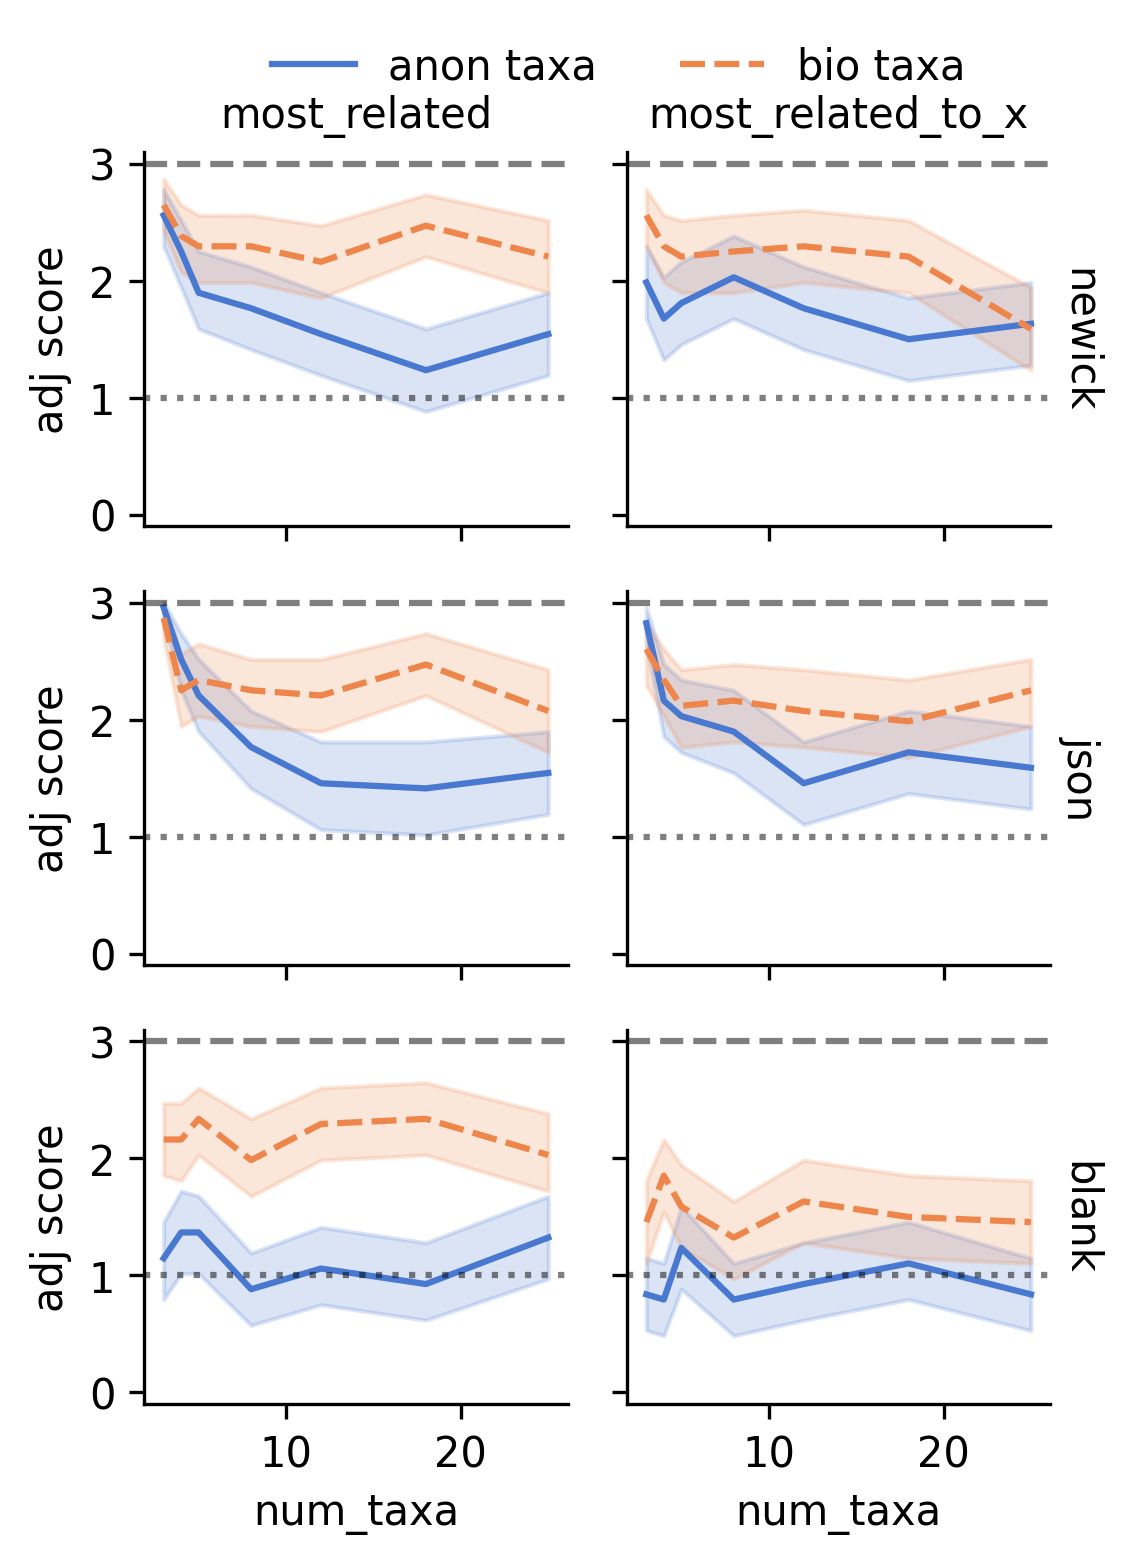 anon taxa bio taxa
most_related most_related_to_x
3
2
1
0
adj score
newick
3
2
1
0
adj score
json
3
2
1
0
adj score
blank
10 20 10 20
num_taxa num_taxa